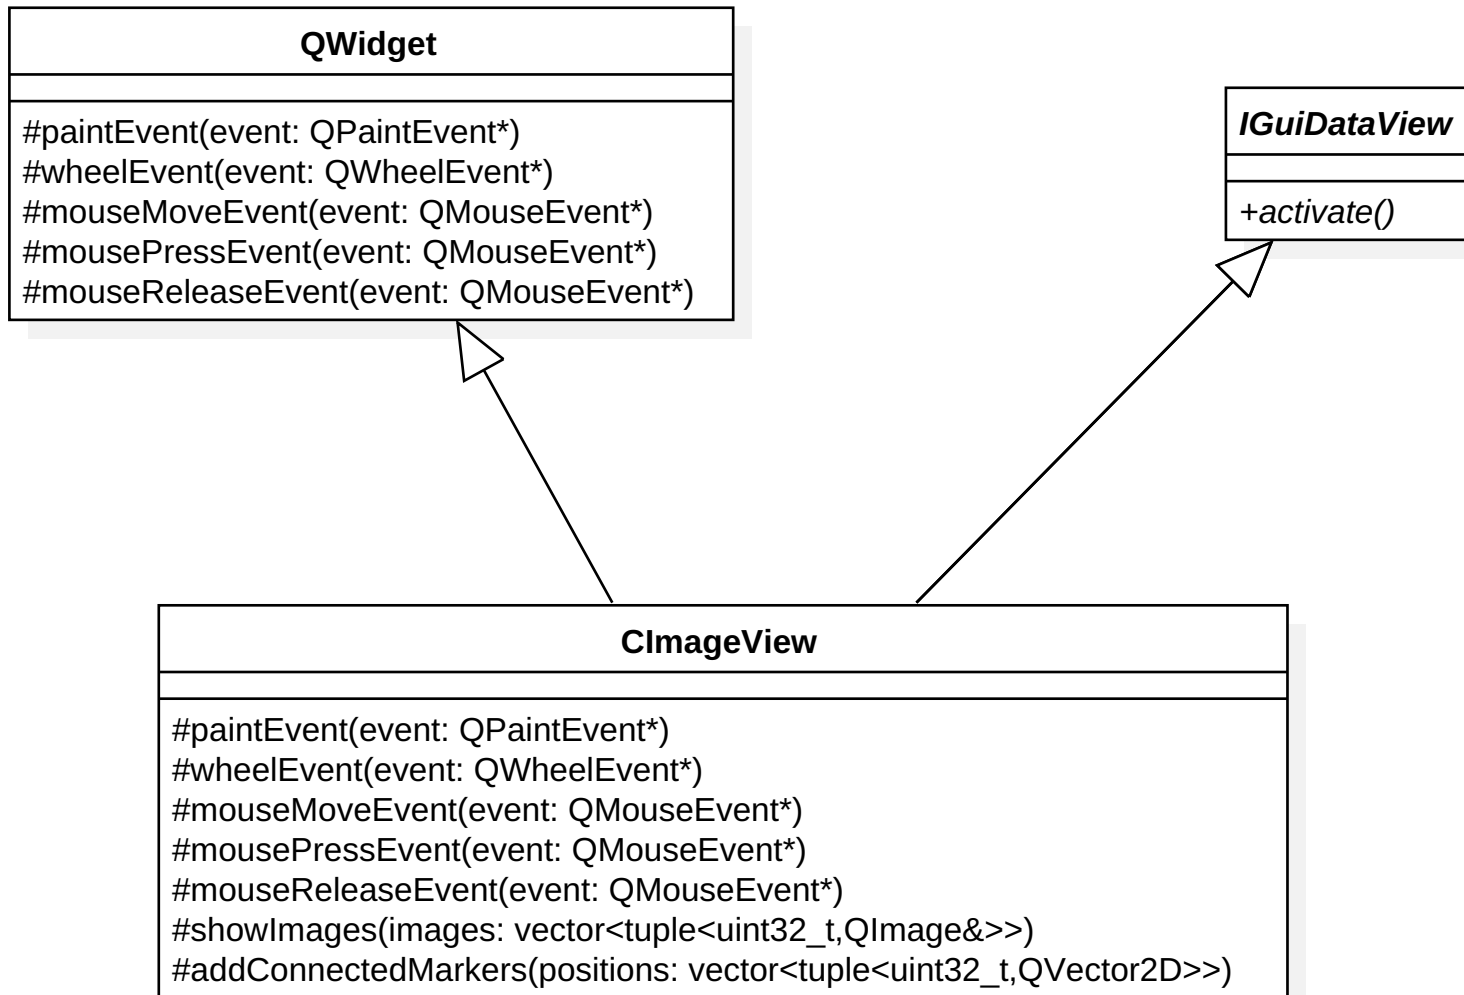 QWidget
#paintEvent(event: QPaintEvent*)
#wheelEvent(event: QWheelEvent*)
#mouseMoveEvent(event: QMouseEvent*)
#mousePressEvent(event: QMouseEvent*)
#mouseReleaseEvent(event: QMouseEvent*)
IGuiDataView
+activate()
CImageView
#paintEvent(event: QPaintEvent*)
#wheelEvent(event: QWheelEvent*)
#mouseMoveEvent(event: QMouseEvent*)
#mousePressEvent(event: QMouseEvent*)
#mouseReleaseEvent(event: QMouseEvent*)
#showImages(images: vector<tuple<uint32_t,QImage&>>)
#addConnectedMarkers(positions: vector<tuple<uint32_t,QVector2D>>)